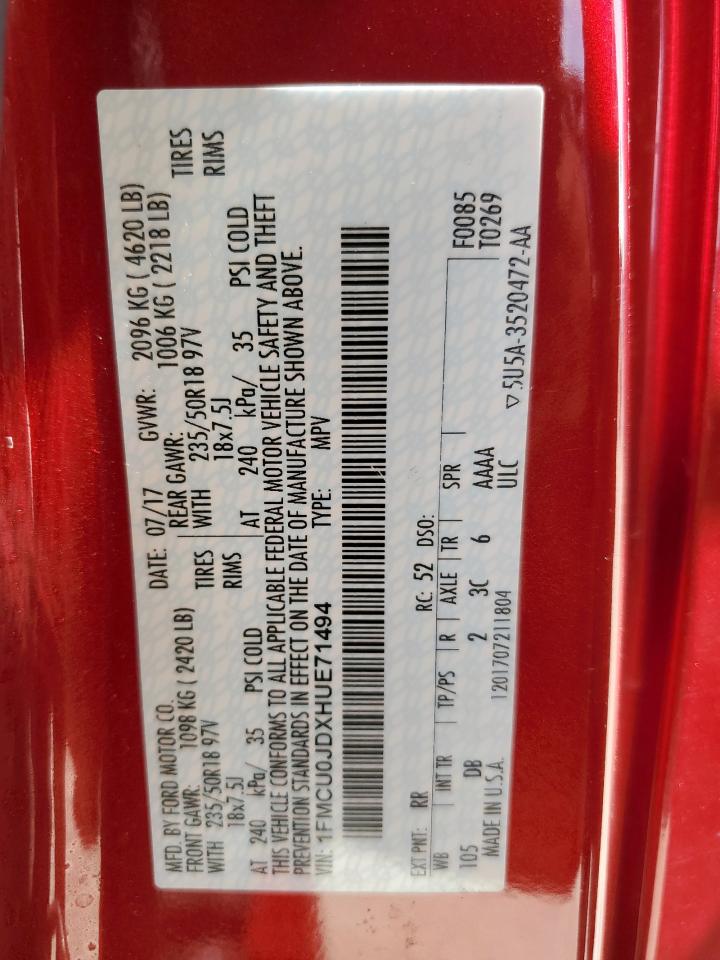 MFD. BY FORD MOTOR CO. DATE: 07/17 GVWR: 2096 KG ( 4620 LB)
FRONT GAWR: 1098 KG ( 2420 LB) REAR GAWR: 1006 KG ( 2218 LB)
WITH 235/50R18 97V TIRES WITH 235/50R18 97V TIRES
18x7.5J RIMS 18x7.5J RIMS
AT 240 kPa/ 35 PSI COLD AT 240 kPa/ 35 PSI COLD
THIS VEHICLE CONFORMS TO ALL APPLICABLE FEDERAL MOTOR VEHICLE SAFETY AND THEFT
PREVENTION STANDARDS IN EFFECT ON THE DATE OF MANUFACTURE SHOWN ABOVE.
VIN: 1FMCU0JDXHUE71494 TYPE: MPV
EXT PNT: RR RC: 52 DSO:
WB INT TR TP/PS R AXLE TR SPR F0085
105 DB 2 3C 6 AAAA T0269
MADE IN U.S.A. 1201707211804 ULC
▽5U5A-3520472-AA